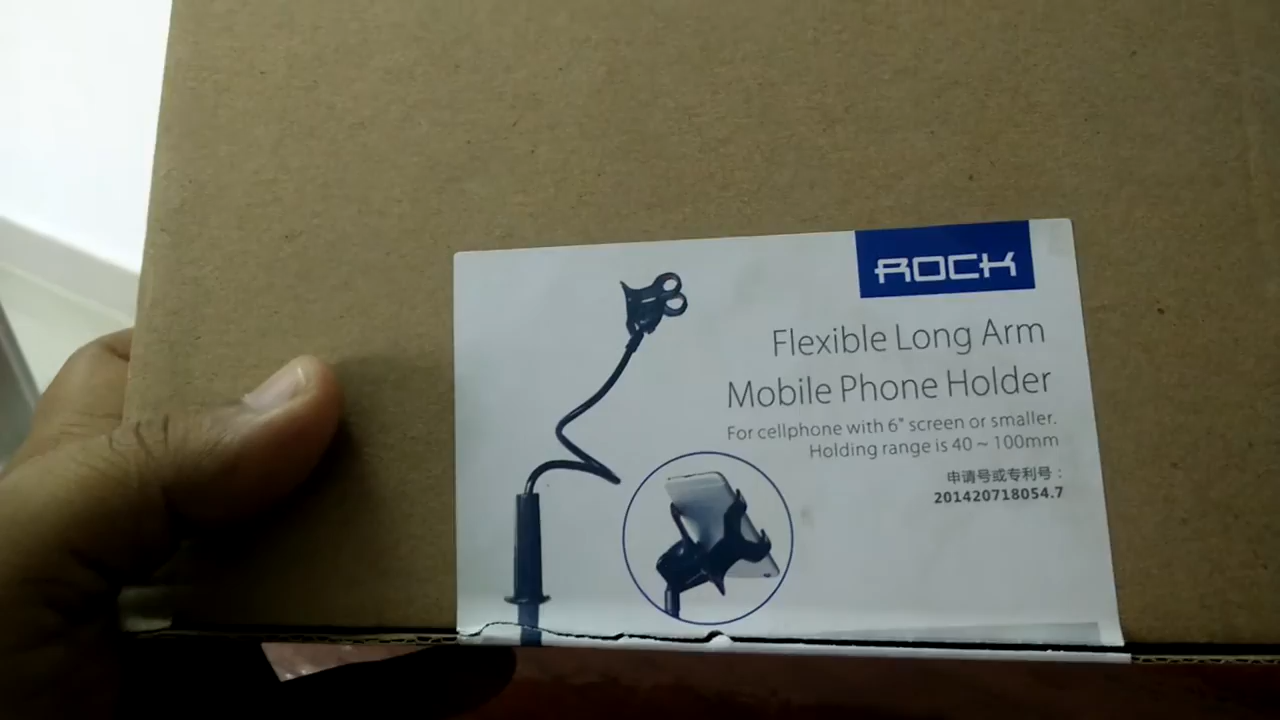 ROCK
Flexible Long Arm
Mobile Phone Holder
For cellphone with 6" screen or smaller.
Holding range is 40 ~ 100mm
申请号或专利号：
201420718054.7